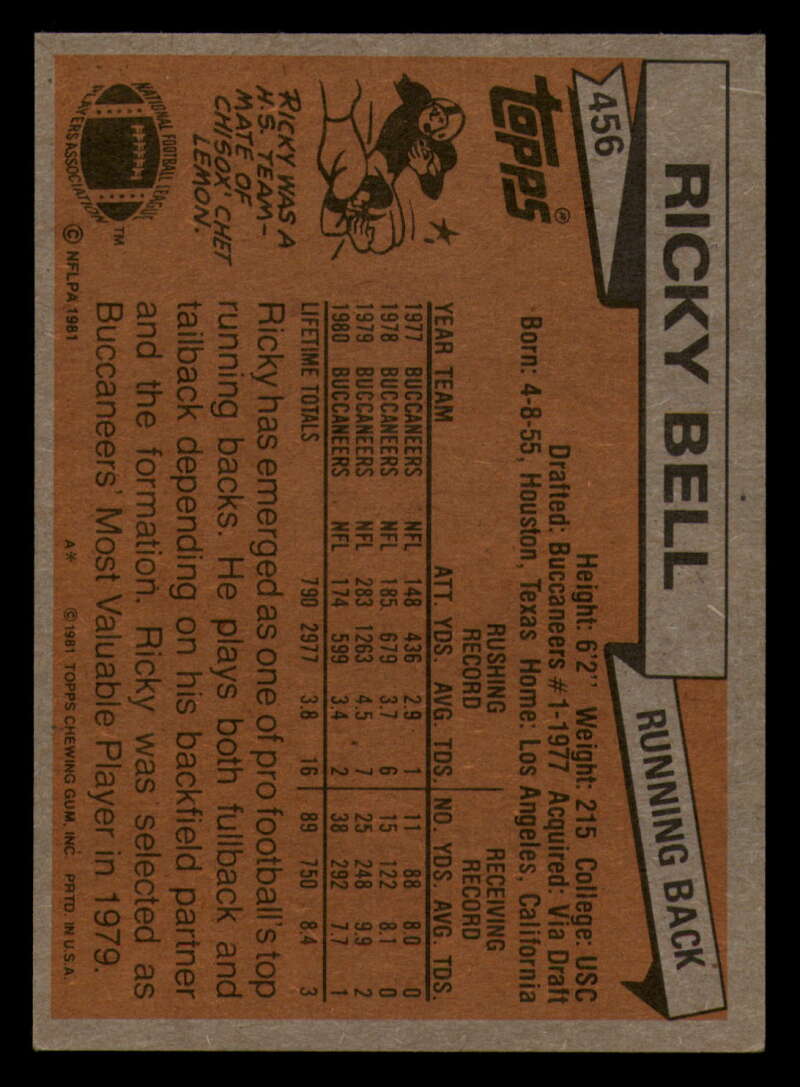 456
RICKY BELL
RUNNING BACK
topps®
Height: 6'2" Weight: 215 College: USC
Drafted: Buccaneers #1-1977 Acquired: Via Draft
Born: 4-8-55, Houston, Texas Home: Los Angeles, California
RUSHING RECORD RECEIVING RECORD
YEAR TEAM ATT. YDS. AVG. TDS. NO. YDS. AVG. TDS.
1977 BUCCANEERS NFL 148 436 2.9 1 11 88 8.0 0
1978 BUCCANEERS NFL 185 679 3.7 6 15 122 8.1 0
1979 BUCCANEERS NFL 283 1263 4.5 7 25 248 9.9 2
1980 BUCCANEERS NFL 174 599 3.4 2 38 292 7.7 1
LIFETIME TOTALS 790 2977 3.8 16 89 750 8.4 3
RICKY WAS A
H.S. TEAM-
MATE OF
CHISOX' CHET
LEMON.
Ricky has emerged as one of pro football's top
running backs. He plays both fullback and
tailback depending on his backfield partner
and the formation. Ricky was selected as
Buccaneers' Most Valuable Player in 1979.
NATIONAL FOOTBALL LEAGUE
PLAYERS ASSOCIATION
TM
© NFLPA 1981
A* ©1981 TOPPS CHEWING GUM, INC. PRTD. IN U.S.A.